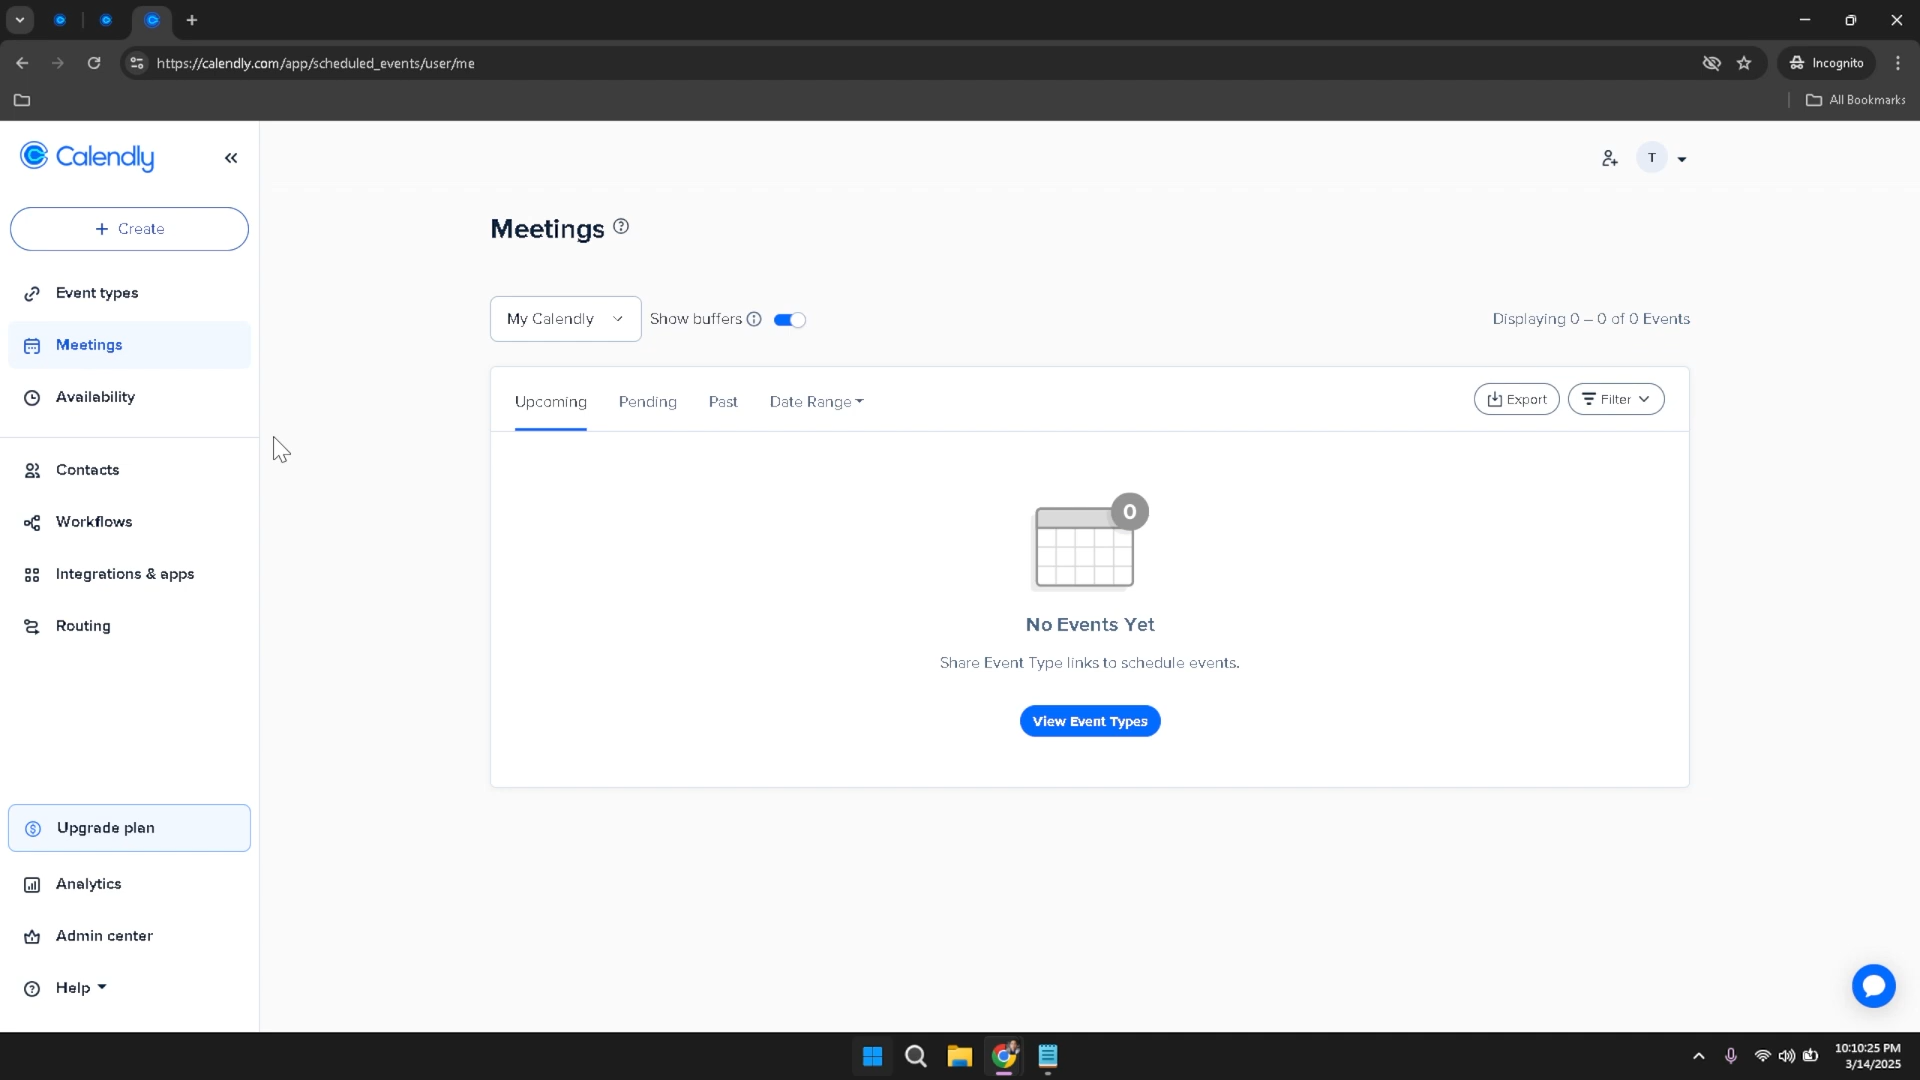 https://calendly.com/app/scheduled_events/user/me
Incognito
All Bookmarks
Calendly
T
+ Create
Meetings
Event types
My Calendly
Show buffers
Displaying 0 – 0 of 0 Events
Meetings
Availability
Upcoming
Pending
Past
Date Range
Export
Filter
Contacts
0
Workflows
Integrations & apps
Routing
No Events Yet
Share Event Type links to schedule events.
View Event Types
Upgrade plan
Analytics
Admin center
Help
10:10:25 PM
3/14/2025